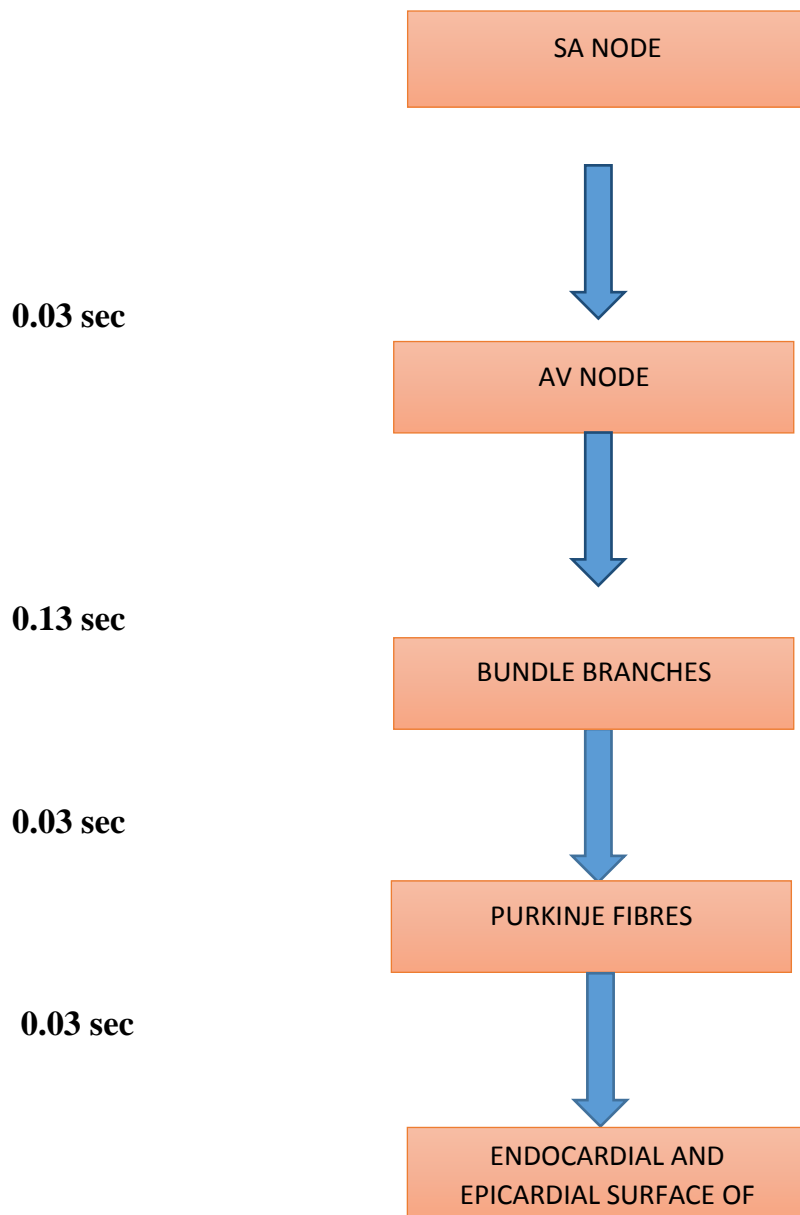 SA NODE
0.03 sec
AV NODE
0.13 sec
BUNDLE BRANCHES
0.03 sec
PURKINJE FIBRES
0.03 sec
ENDOCARDIAL AND
EPICARDIAL SURFACE OF